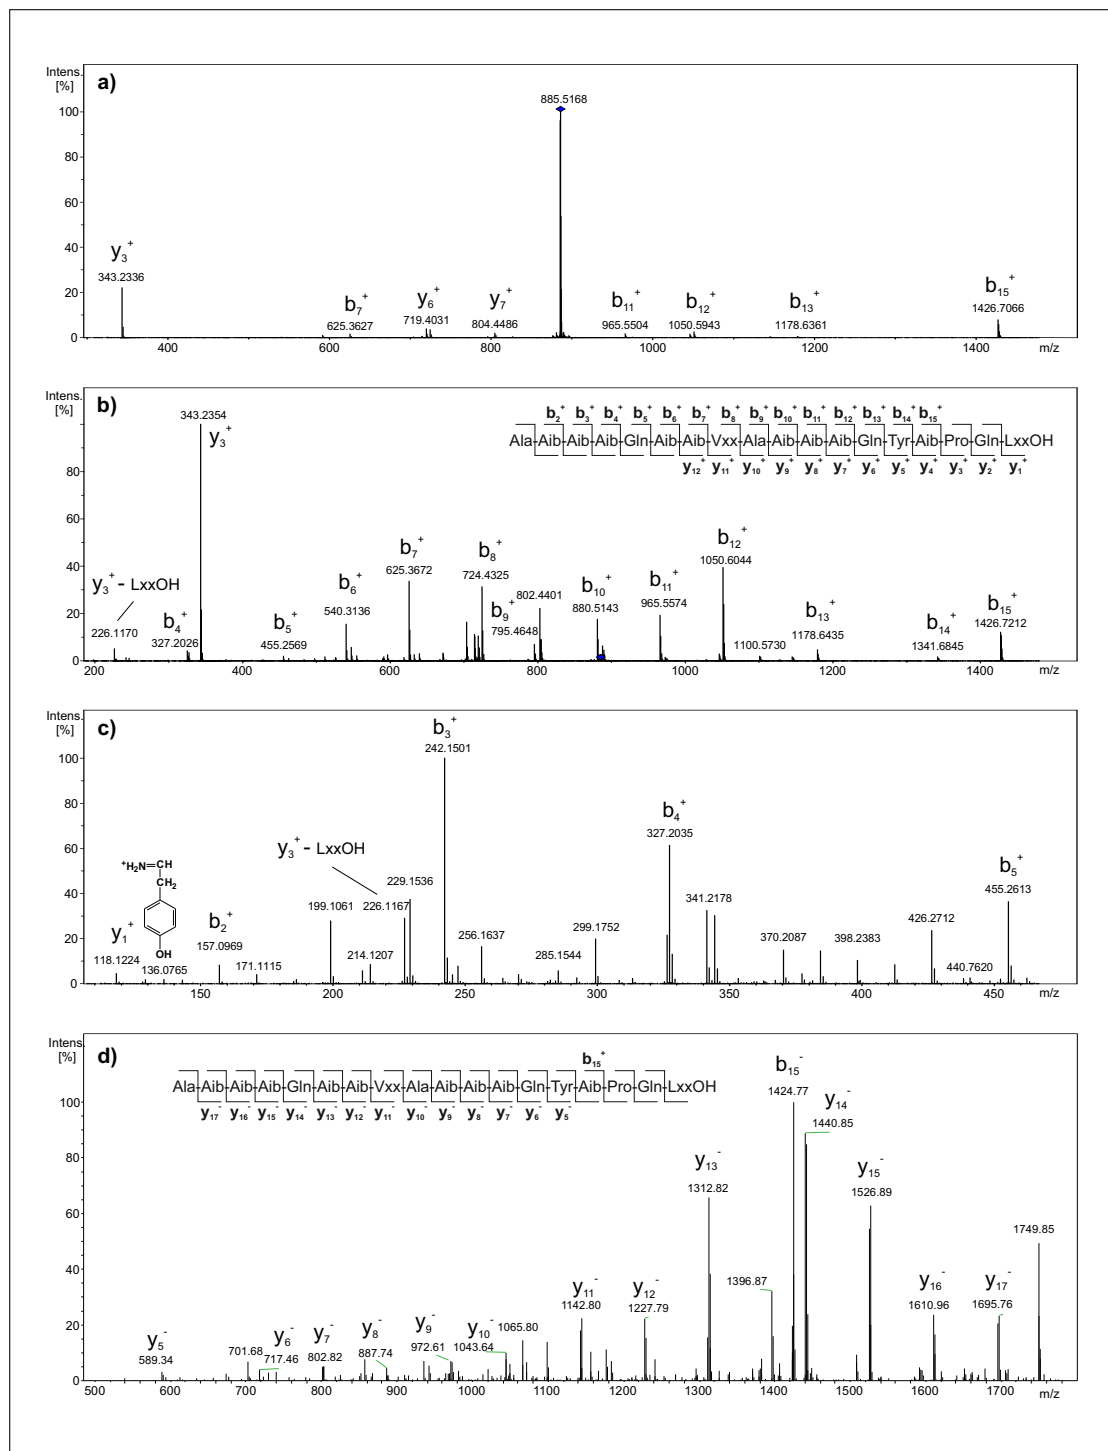 Intens. [%]
a)
885.5168
100
80
60
40
20
0
y3+
343.2336
b7+
625.3627
y6+
719.4031
y7+
804.4486
b11+
965.5504
b12+
1050.5943
b13+
1178.6361
b15+
1426.7066
400 600 800 1000 1200 1400 m/z
Intens. [%]
b)
343.2354
y3+
b2+ b3+ b4+ b5+ b6+ b7+ b8+ b9+ b10+ b11+ b12+ b13+ b14+ b15+
Ala-Aib-Aib-Aib-Gln-Aib-Aib-Vxx-Ala-Aib-Aib-Aib-Gln-Tyr-Aib-Pro-Gln-LxxOH
y12+ y11+ y10+ y9+ y8+ y7+ y6+ y5+ y4+ y3+ y2+ y1+
100
80
60
40
20
0
y3+ - LxxOH
226.1170
b4+
327.2026
b5+
455.2569
b6+
540.3136
b7+
625.3672
b8+
724.4325
b9+
795.4648
802.4401
b10+
880.5143
b11+
965.5574
b12+
1050.6044
1100.5730
b13+
1178.6435
b14+
1341.6845
b15+
1426.7212
200 400 600 800 1000 1200 1400 m/z
Intens. [%]
c)
b3+
242.1501
100
80
60
40
20
0
+H2N=CH
CH2
OH
y1+
118.1224
136.0765
b2+
157.0969
171.1115
199.1061
214.1207
y3+ - LxxOH
226.1167
229.1536
256.1637
285.1544
299.1752
b4+
327.2035
341.2178
370.2087
398.2383
426.2712
440.7620
b5+
455.2613
150 200 250 300 350 400 450 m/z
Intens. [%]
d)
b15+
Ala-Aib-Aib-Aib-Gln-Aib-Aib-Vxx-Ala-Aib-Aib-Aib-Gln-Tyr-Aib-Pro-Gln-LxxOH
y17- y16- y15- y14- y13- y12- y11- y10- y9- y8- y7- y6- y5-
100
80
60
40
20
0
y5-
589.34
701.68
y6-
717.46
y7-
802.82
y8-
887.74
y9-
972.61
y10-
1043.64
1065.80
y11-
1142.80
y12-
1227.79
y13-
1312.82
1396.87
b15-
1424.77
y14-
1440.85
y15-
1526.89
y16-
1610.96
y17-
1695.76
1749.85
500 600 700 800 900 1000 1100 1200 1300 1400 1500 1600 1700 m/z